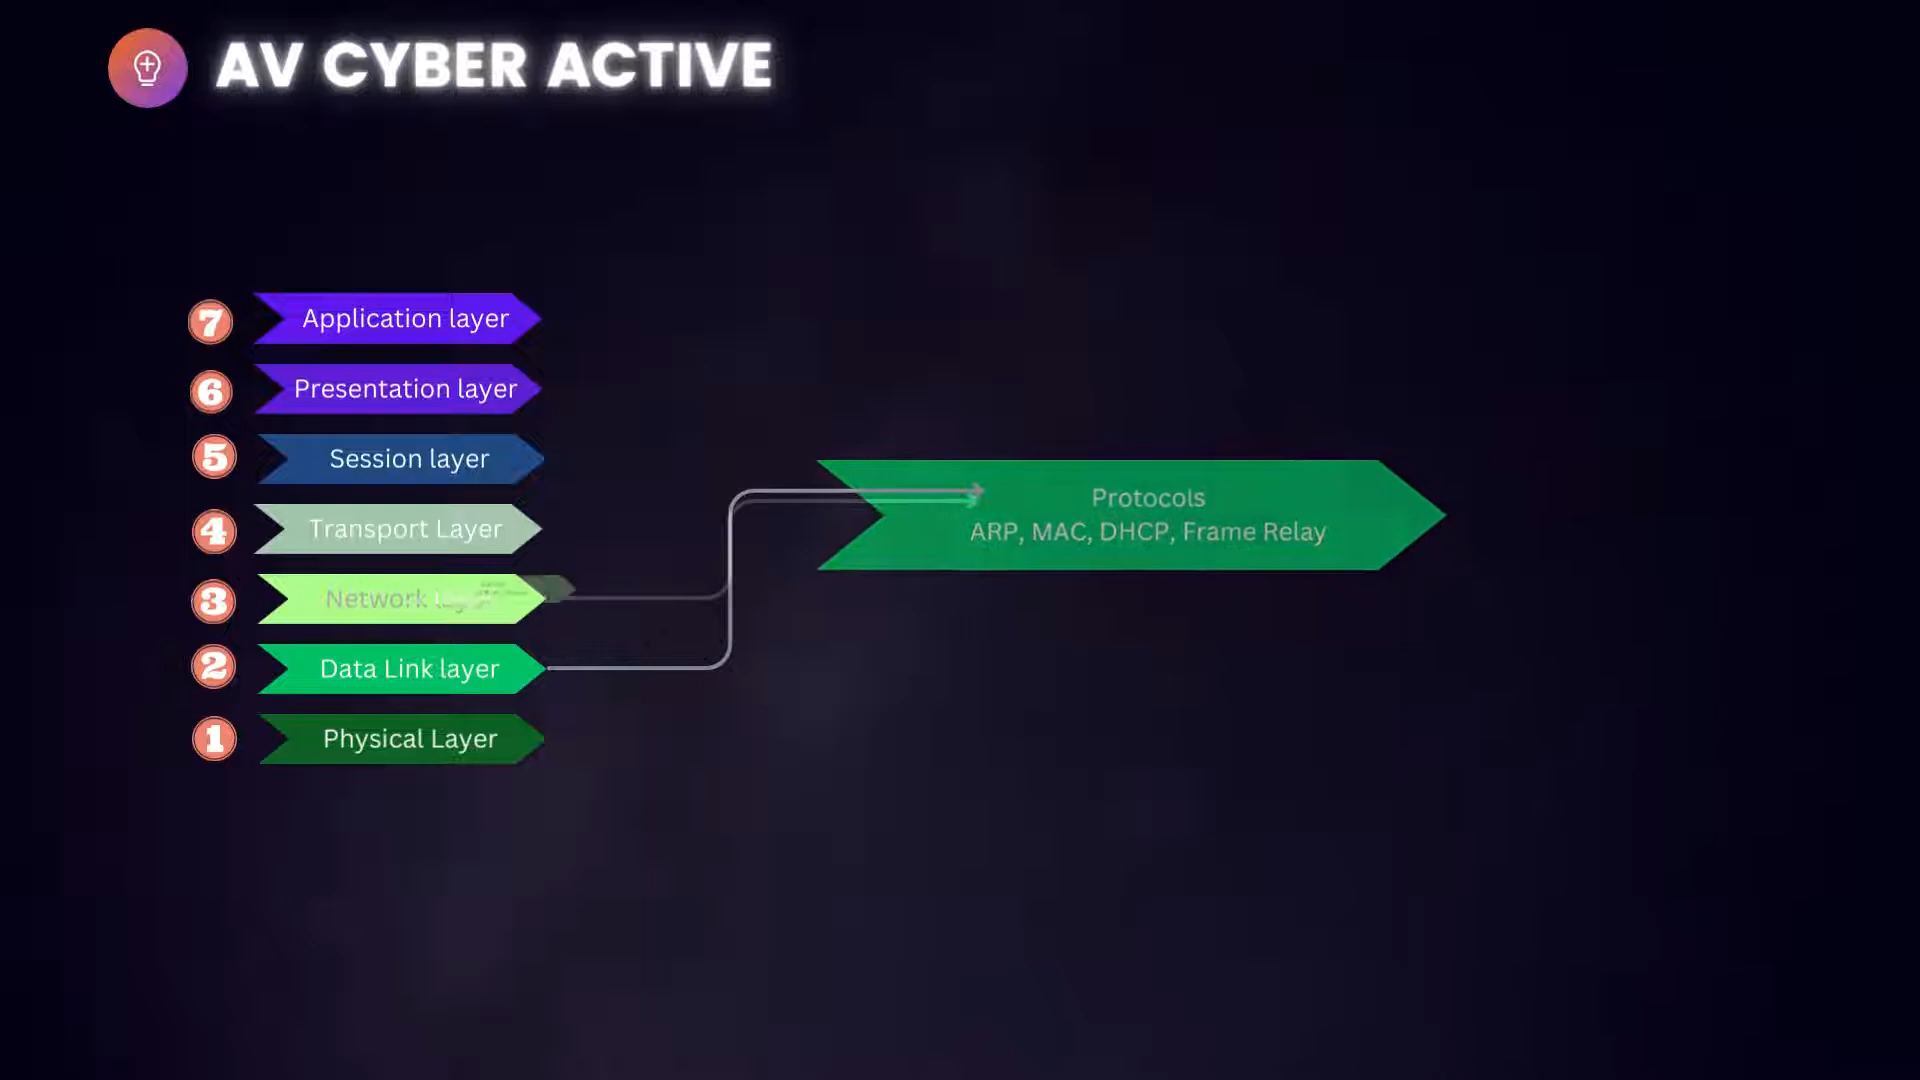 AV CYBER ACTIVE
7 Application layer
6 Presentation layer
5 Session layer
4 Transport Layer
3 Network
2 Data Link layer
1 Physical Layer
Protocols
ARP, MAC, DHCP, Frame Relay